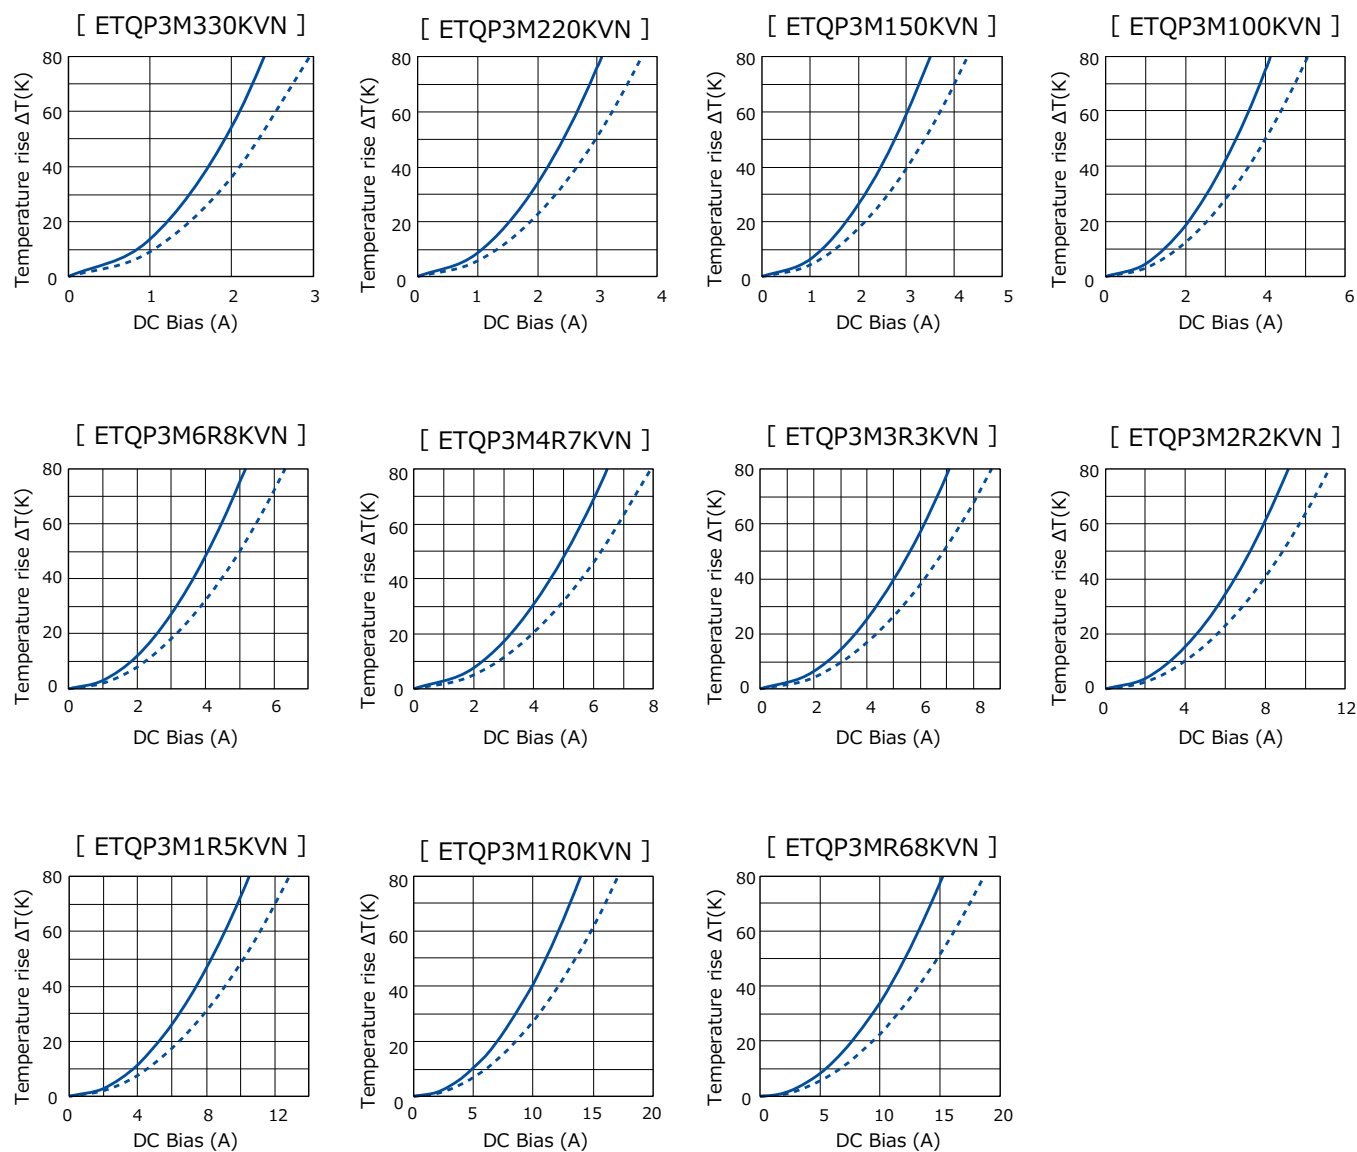 [ ETQP3M330KVN ]
80
60
40
20
0
0 1 2 3
Temperature rise ΔT(K)
DC Bias (A)
[ ETQP3M220KVN ]
80
60
40
20
0
0 1 2 3 4
Temperature rise ΔT(K)
DC Bias (A)
[ ETQP3M150KVN ]
80
60
40
20
0
0 1 2 3 4 5
Temperature rise ΔT(K)
DC Bias (A)
[ ETQP3M100KVN ]
80
60
40
20
0
0 2 4 6
Temperature rise ΔT(K)
DC Bias (A)
[ ETQP3M6R8KVN ]
80
60
40
20
0
0 2 4 6
Temperature rise ΔT(K)
DC Bias (A)
[ ETQP3M4R7KVN ]
80
60
40
20
0
0 2 4 6 8
Temperature rise ΔT(K)
DC Bias (A)
[ ETQP3M3R3KVN ]
80
60
40
20
0
0 2 4 6 8
Temperature rise ΔT(K)
DC Bias (A)
[ ETQP3M2R2KVN ]
80
60
40
20
0
0 4 8 12
Temperature rise ΔT(K)
DC Bias (A)
[ ETQP3M1R5KVN ]
80
60
40
20
0
0 4 8 12
Temperature rise ΔT(K)
DC Bias (A)
[ ETQP3M1R0KVN ]
80
60
40
20
0
0 5 10 15 20
Temperature rise ΔT(K)
DC Bias (A)
[ ETQP3MR68KVN ]
80
60
40
20
0
0 5 10 15 20
Temperature rise ΔT(K)
DC Bias (A)